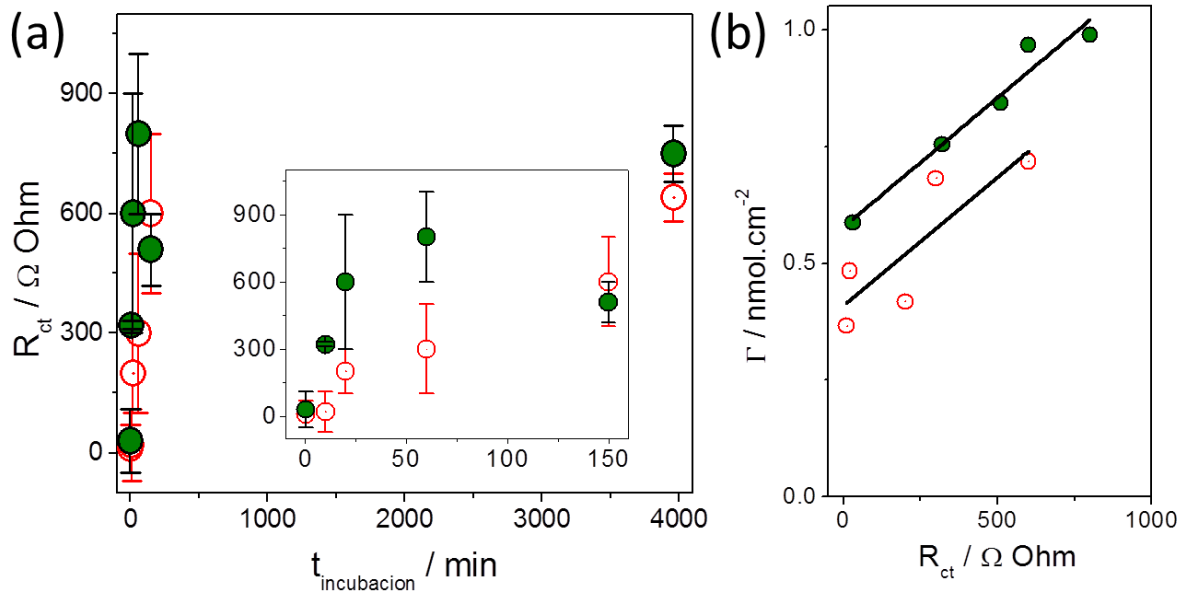 (a)
900
600
300
0
R_ct / Ω Ohm
900
600
300
0
0 50 100 150
0 1000 2000 3000 4000
t_incubacion / min
(b)
1.0
0.5
0.0
Γ / nmol.cm⁻²
0 500 1000
R_ct / Ω Ohm